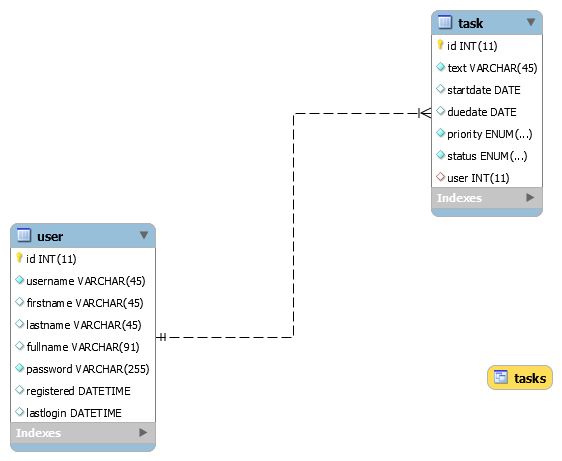 task
id INT(11)
text VARCHAR(45)
startdate DATE
duedate DATE
priority ENUM(...)
status ENUM(...)
user INT(11)
Indexes
user
id INT(11)
username VARCHAR(45)
firstname VARCHAR(45)
lastname VARCHAR(45)
fullname VARCHAR(91)
password VARCHAR(255)
registered DATETIME
lastlogin DATETIME
Indexes
tasks